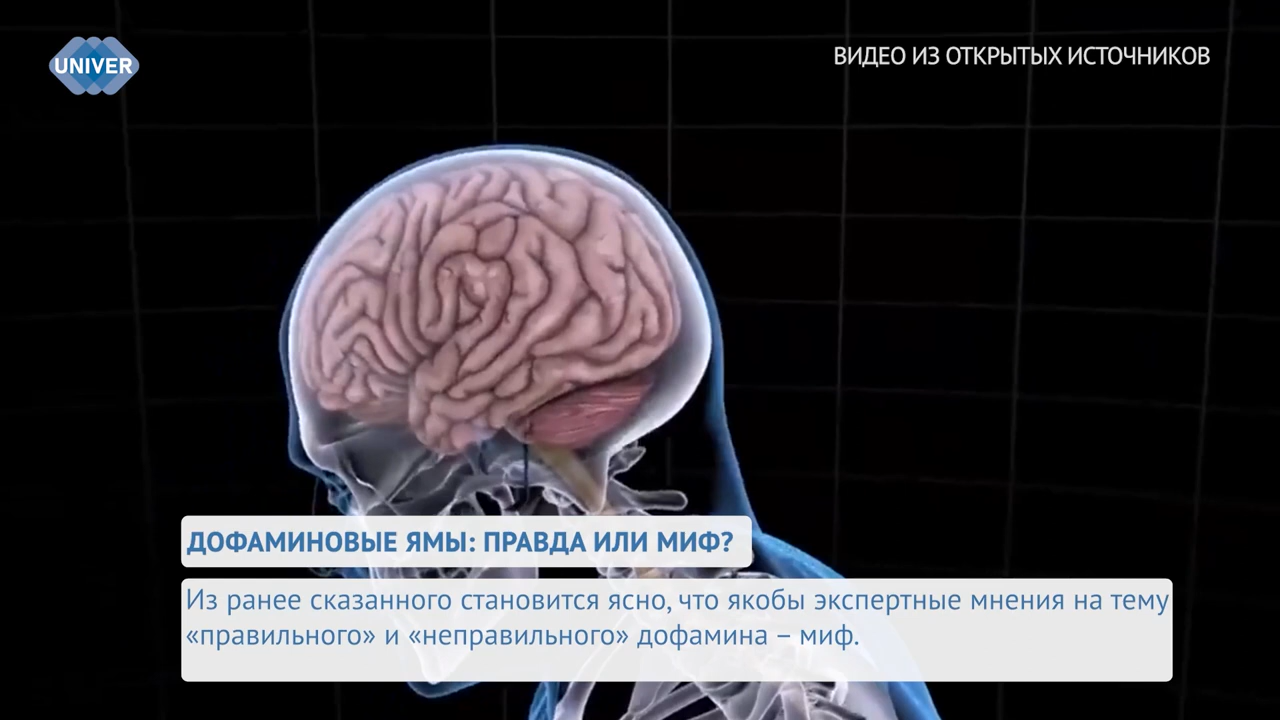 UNIVER
ВИДЕО ИЗ ОТКРЫТЫХ ИСТОЧНИКОВ
ДОФАМИНОВЫЕ ЯМЫ: ПРАВДА ИЛИ МИФ?
Из ранее сказанного становится ясно, что якобы экспертные мнения на тему
«правильного» и «неправильного» дофамина – миф.